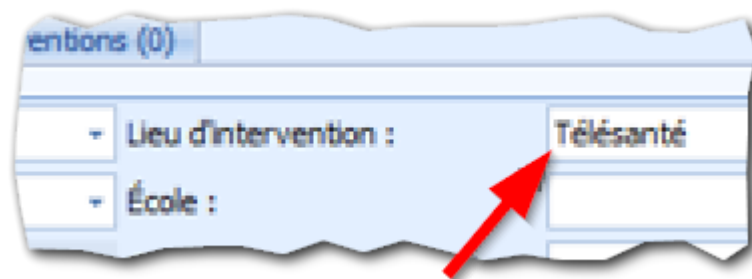 entions (0)
Lieu d'intervention : Télésanté
École :